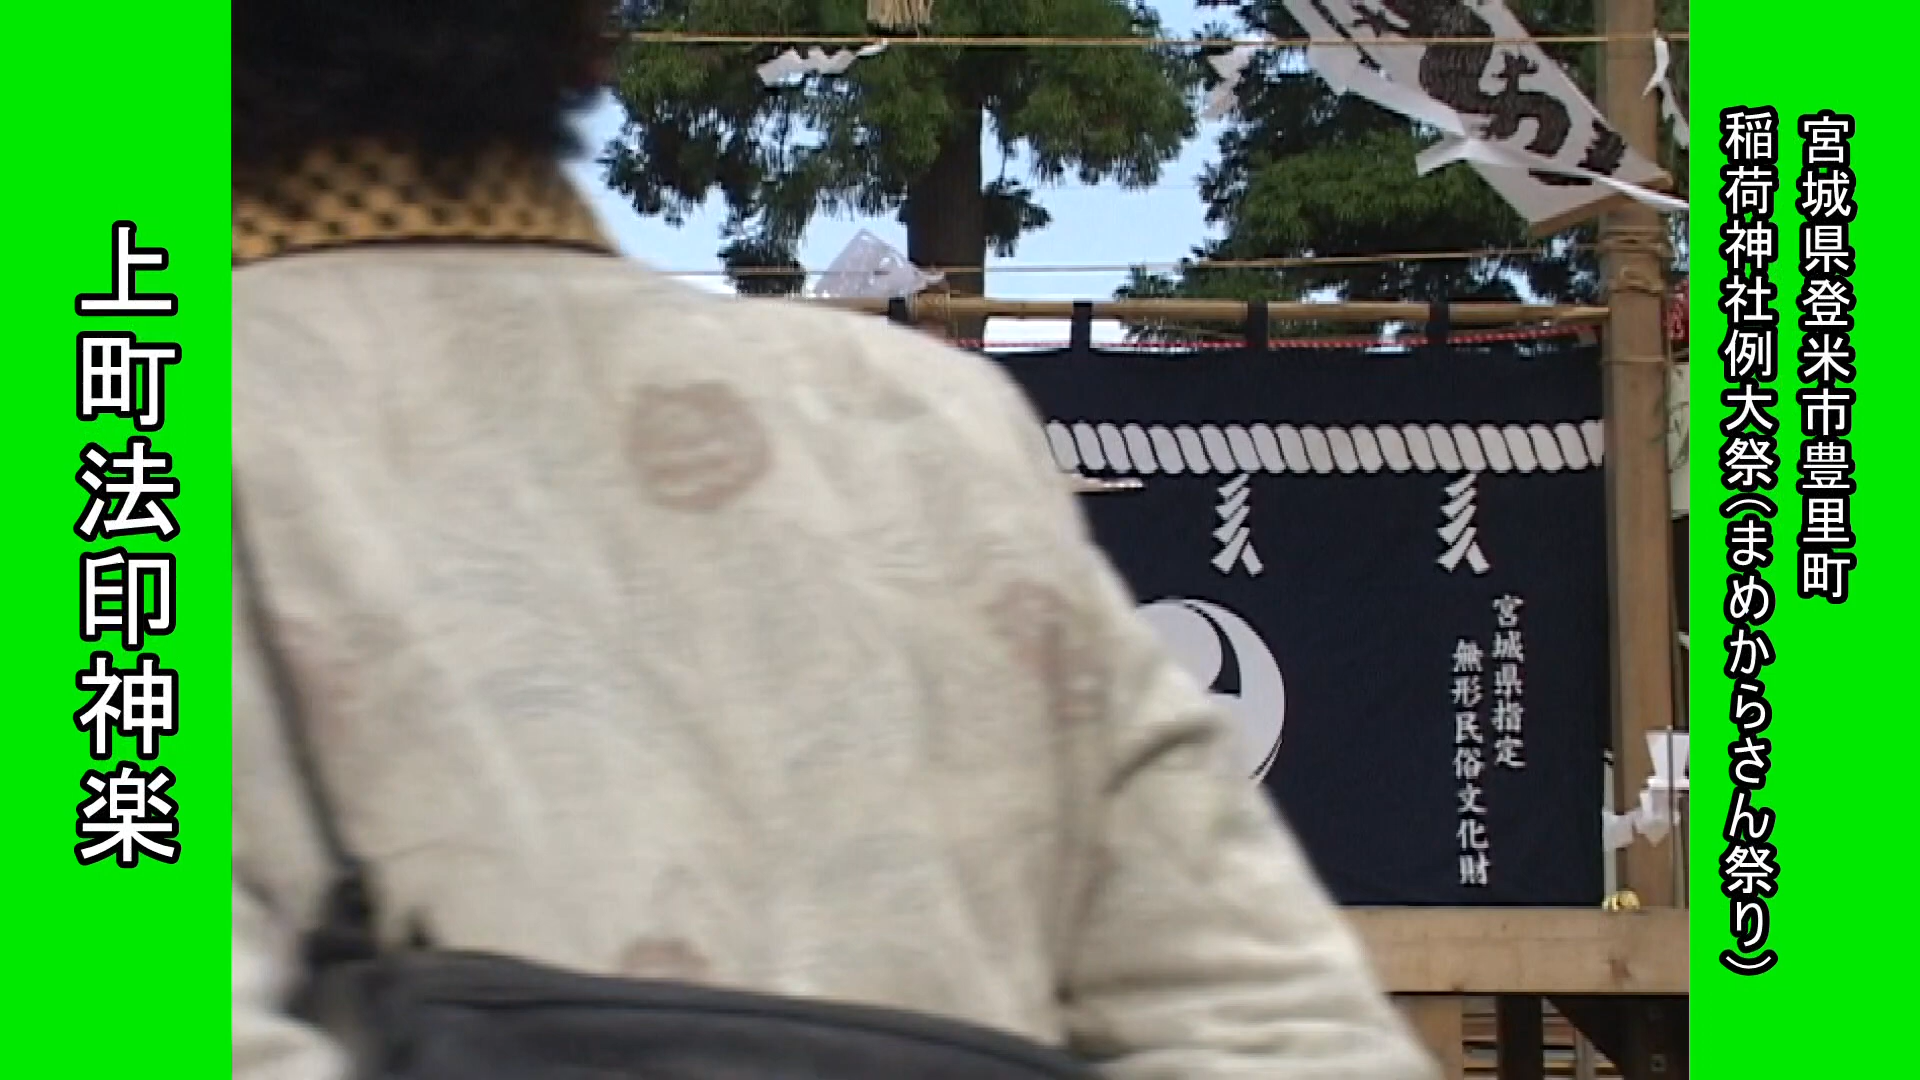 宮城県登米市豊里町
稲荷神社例大祭(まめからさん祭り)
上町法印神楽
宮城県指定
無形民俗文化財